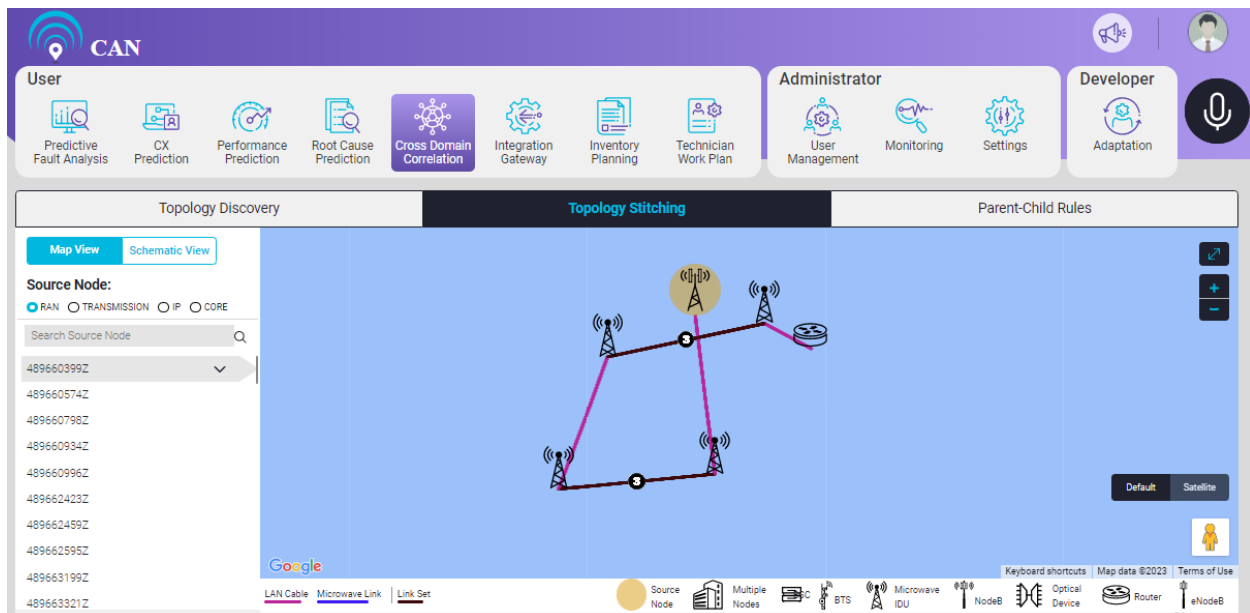 CAN
User
Administrator
Developer
Predictive
Fault Analysis
CX
Prediction
Performance
Prediction
Root Cause
Prediction
Cross Domain
Correlation
Integration
Gateway
Inventory
Planning
Technician
Work Plan
User
Management
Monitoring
Settings
Adaptation
Topology Discovery
Topology Stitching
Parent-Child Rules
Map View
Schematic View
Source Node:
RAN
TRANSMISSION
IP
CORE
Search Source Node
489660399Z
489660574Z
489660798Z
489660934Z
489660996Z
489662423Z
489662459Z
489662595Z
489663199Z
489663321Z
3
3
+
−
Default
Satellite
Google
Keyboard shortcuts
Map data ©2023
Terms of Use
LAN Cable
Microwave Link
Link Set
Source
Node
Multiple
Nodes
BTS
Microwave
IDU
NodeB
Optical
Device
Router
eNodeB